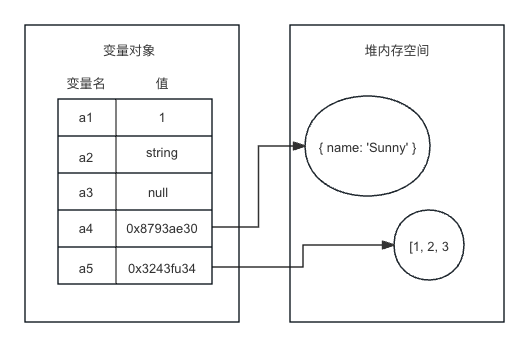 变量对象
变量名 值
a1 1
a2 string
a3 null
a4 0x8793ae30
a5 0x3243fu34
堆内存空间
{ name: 'Sunny' }
[1, 2, 3